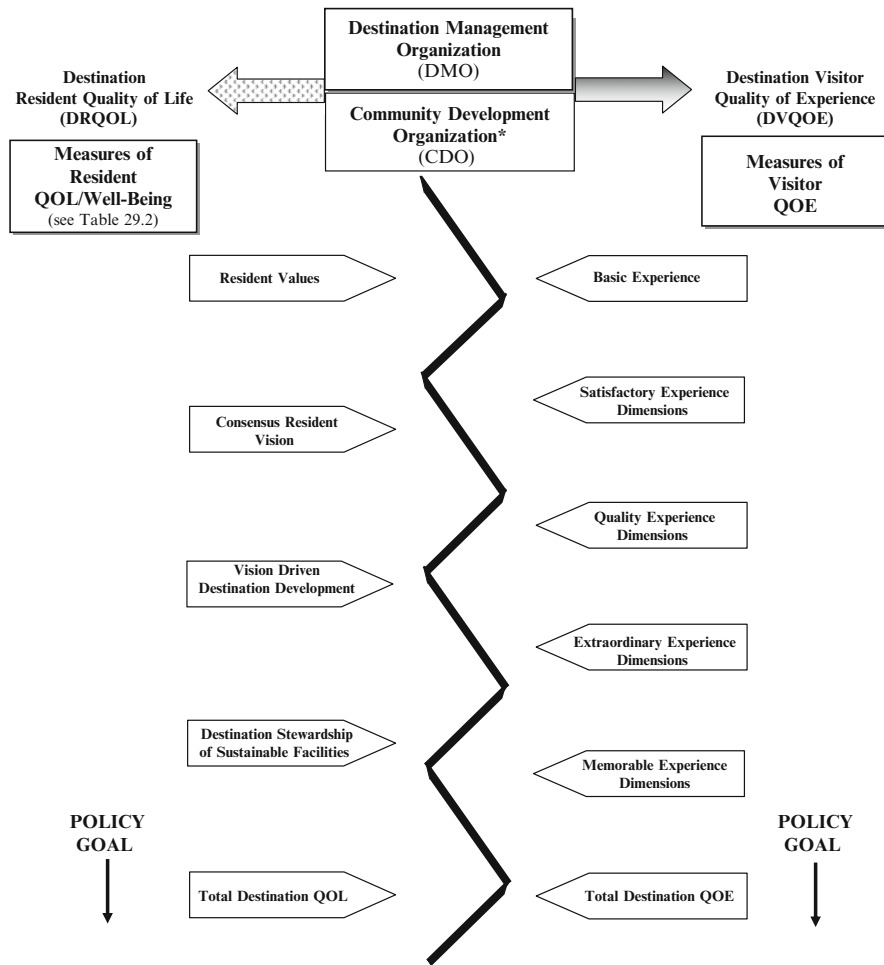 Destination Management
Organization
(DMO)
Community Development
Organization*
(CDO)
Destination
Resident Quality of Life
(DRQOL)
Measures of
Resident
QOL/Well-Being
(see Table 29.2)
Destination Visitor
Quality of Experience
(DVQOE)
Measures of
Visitor
QOE
Resident Values
Basic Experience
Satisfactory Experience
Dimensions
Consensus Resident
Vision
Quality Experience
Dimensions
Vision Driven
Destination Development
Extraordinary Experience
Dimensions
Destination Stewardship
of Sustainable Facilities
Memorable Experience
Dimensions
POLICY
GOAL
POLICY
GOAL
Total Destination QOL
Total Destination QOE